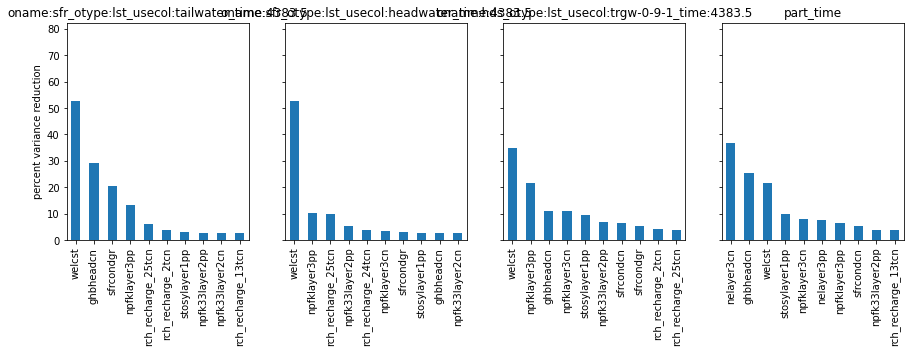 oname:sfr_otype:lst_usecol:tailwater_time:4383.5
oname:sfr_otype:lst_usecol:headwater_time:4383.5
oname:hds_otype:lst_usecol:trgw-0-9-1_time:4383.5
part_time
percent variance reduction
80
70
60
50
40
30
20
10
0
welcst
ghbheadcn
sfrcondgr
npfklayer3pp
rch_recharge_25tcn
rch_recharge_2tcn
stosylayer1pp
npfk33layer2pp
npfk33layer2cn
rch_recharge_13tcn
welcst
npfklayer3pp
rch_recharge_25tcn
npfk33layer2pp
rch_recharge_24tcn
npfklayer3cn
sfrcondgr
stosylayer1pp
ghbheadcn
npfk33layer2cn
welcst
npfklayer3pp
ghbheadcn
npfklayer3cn
stosylayer1pp
npfk33layer2pp
sfrcondcn
sfrcondgr
rch_recharge_2tcn
rch_recharge_25tcn
nelayer3cn
ghbheadcn
welcst
stosylayer1pp
npfklayer3cn
nelayer3pp
npfklayer3pp
sfrcondcn
npfk33layer2pp
rch_recharge_13tcn